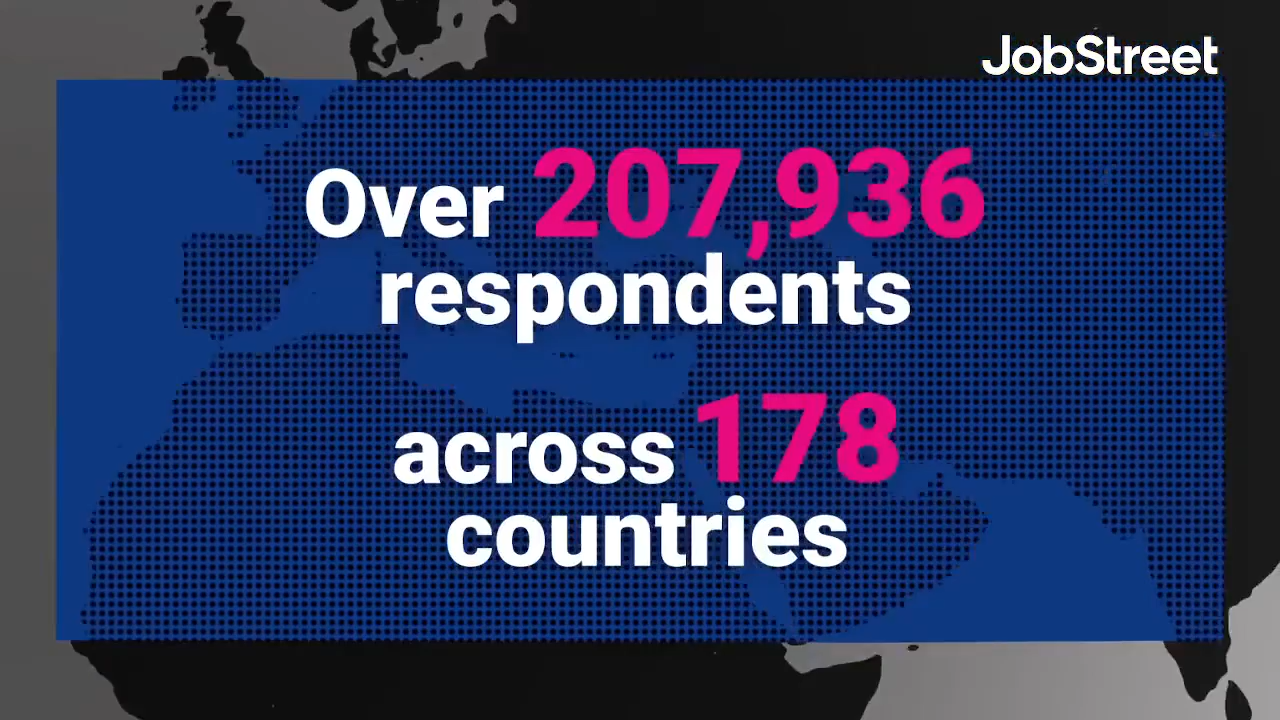 JobStreet
Over 207,936
respondents
across 178
countries